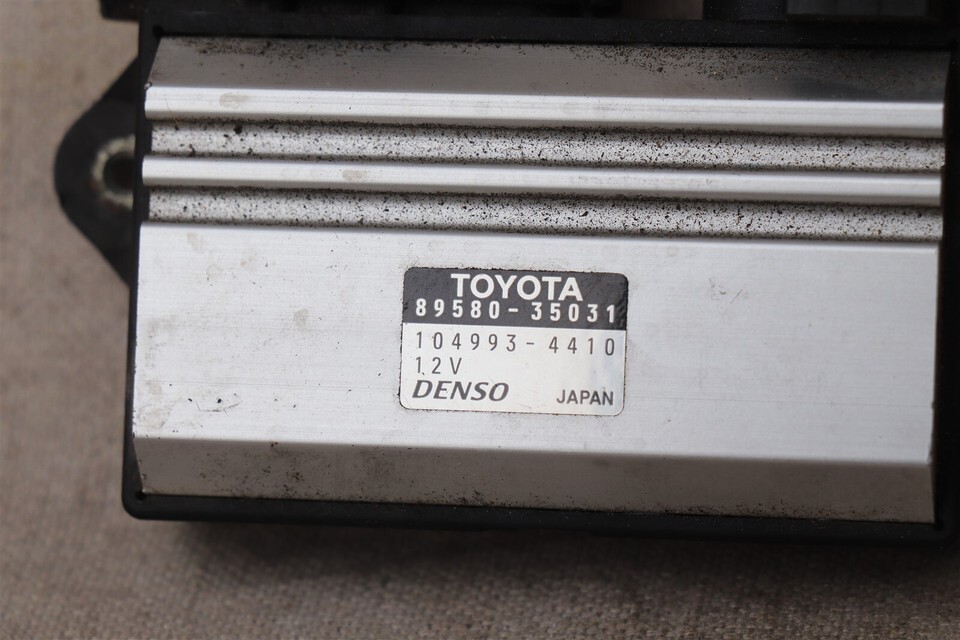 TOYOTA
89580-35031
104993-4410
12V
DENSO JAPAN